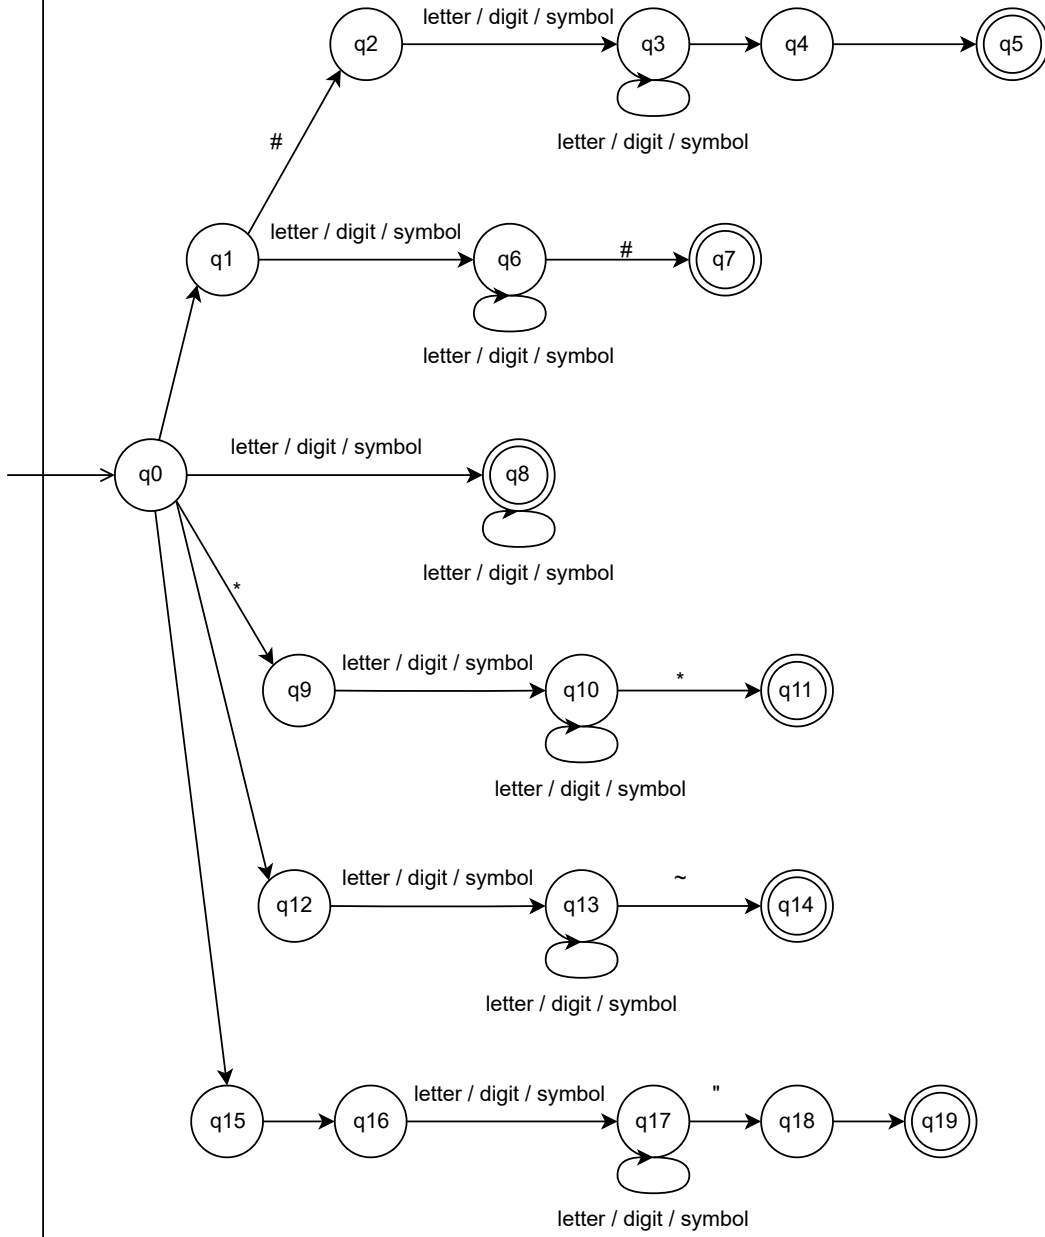 letter / digit / symbol
q2
q3
q4
q5
letter / digit / symbol
#
letter / digit / symbol
q1
q6
#
q7
letter / digit / symbol
letter / digit / symbol
q0
q8
letter / digit / symbol
*
letter / digit / symbol
q9
q10
*
q11
letter / digit / symbol
letter / digit / symbol
~
q12
q13
q14
letter / digit / symbol
letter / digit / symbol
"
q15
q16
q17
q18
q19
letter / digit / symbol